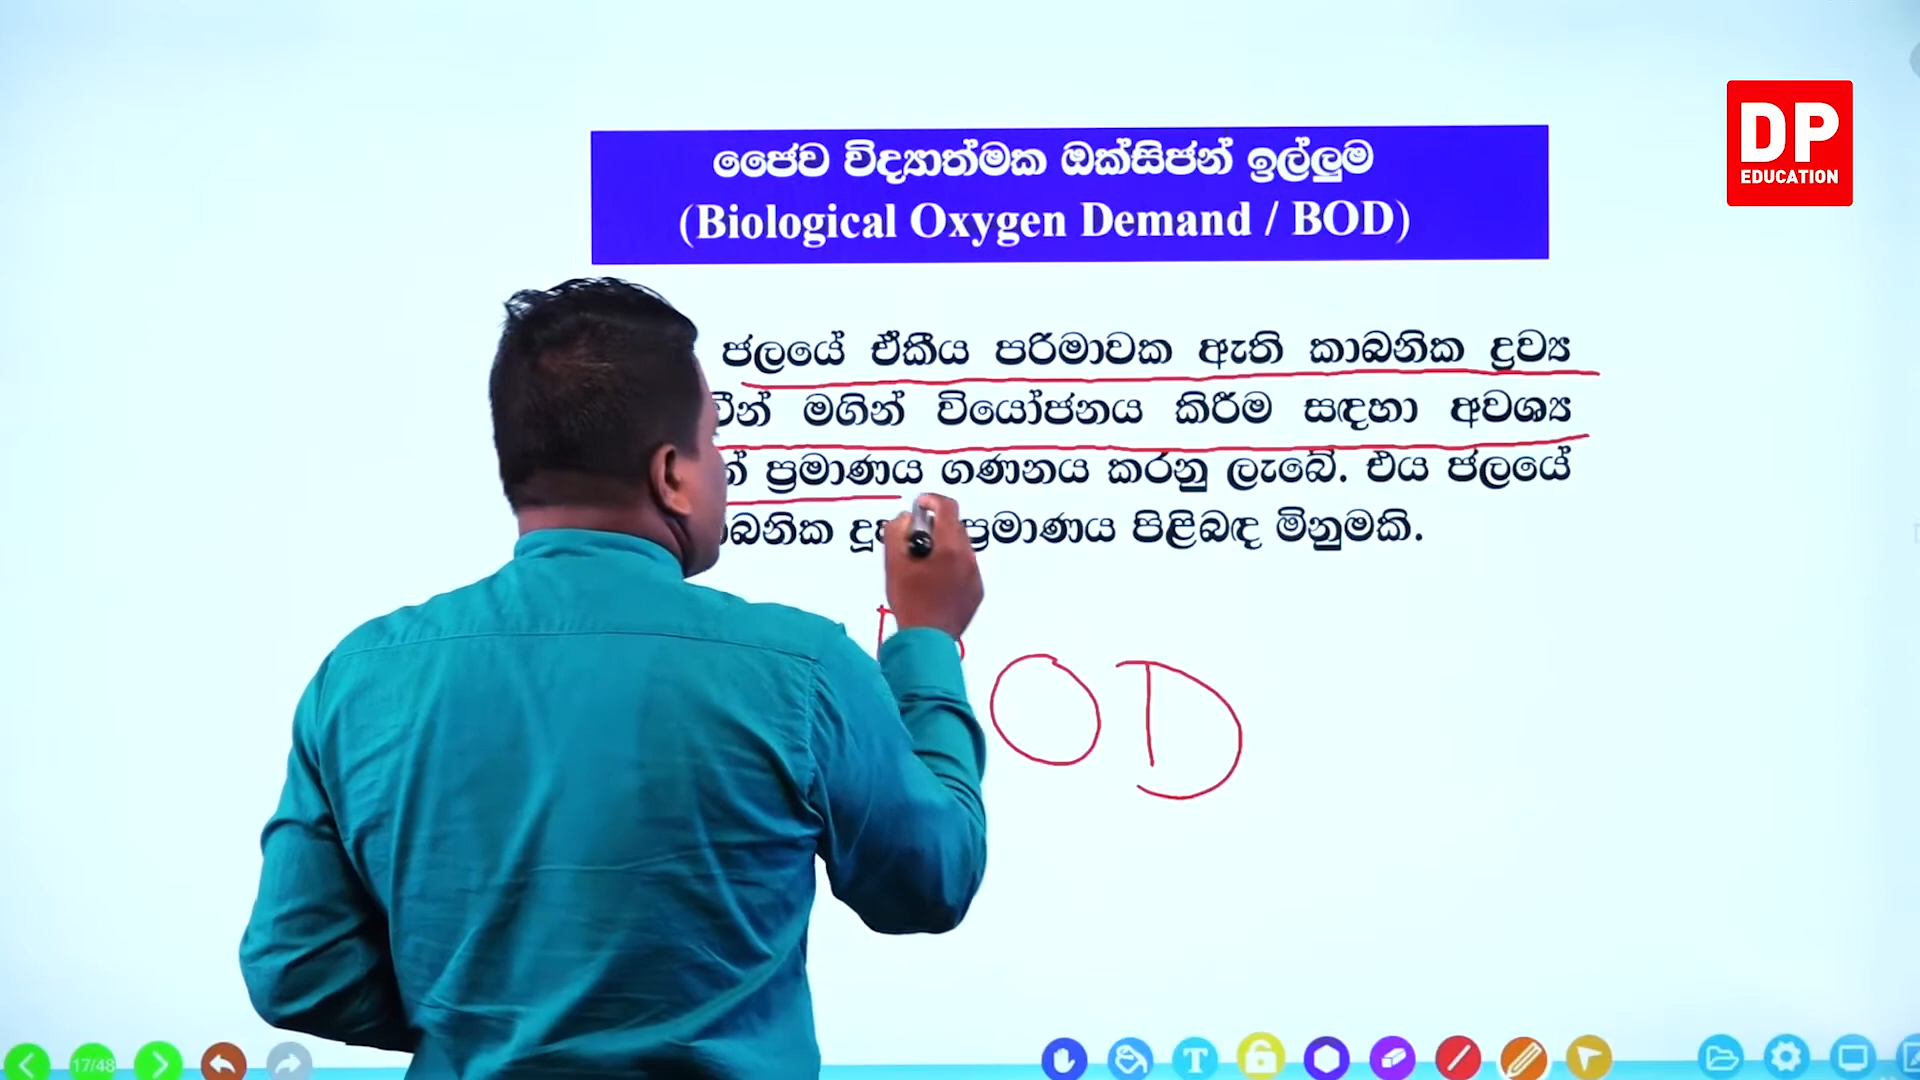 DP
EDUCATION
ජෛව විද්‍යාත්මක ඔක්සිජන් ඉල්ලුම
(Biological Oxygen Demand / BOD)
ජලයේ ඒකීය පරිමාවක ඇති කාබනික ද්‍රව්‍ය
මගින් වියෝජනය කිරීම සඳහා අවශ්‍ය
ප්‍රමාණය ගණනය කරනු ලැබේ. එය ජලයේ
ප්‍රමාණය පිළිබඳ මිනුමකි.
OD
17/48
T